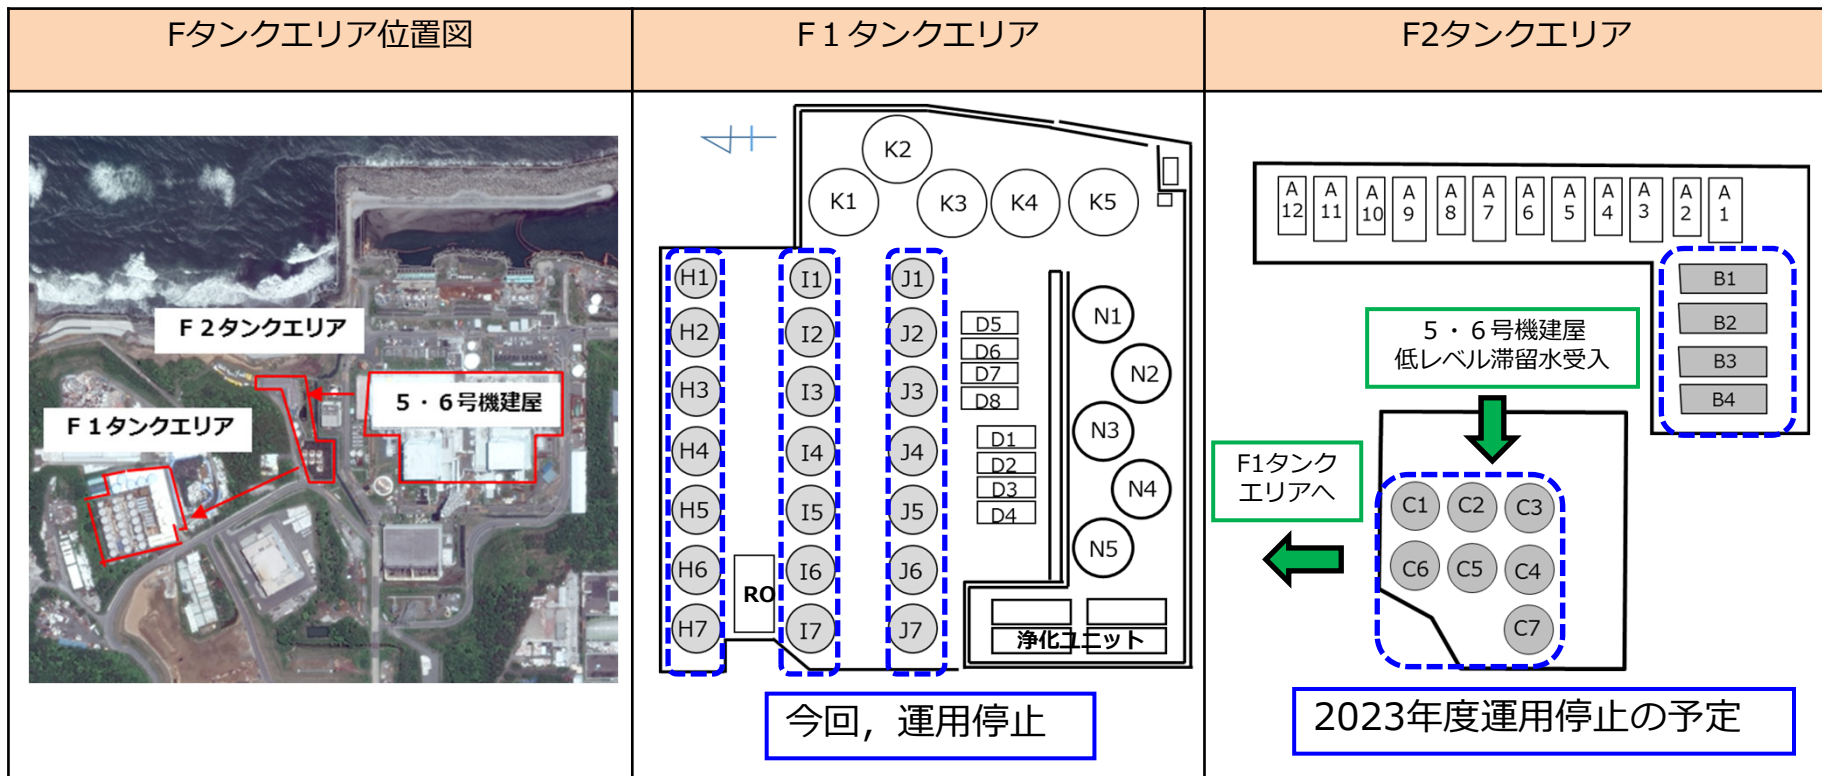 Fタンクエリア位置図
F１タンクエリア
F2タンクエリア
F２タンクエリア
F１タンクエリア
５・６号機建屋
K2
K1
K3
K4
K5
H1
I1
J1
H2
I2
J2
H3
I3
J3
H4
I4
J4
H5
I5
J5
H6
I6
J6
H7
I7
J7
RO
D5
D6
D7
D8
D1
D2
D3
D4
N1
N2
N3
N4
N5
浄化ユニット
今回，運用停止
A
12
A
11
A
10
A
9
A
8
A
7
A
6
A
5
A
4
A
3
A
2
A
1
B1
B2
B3
B4
５・６号機建屋
低レベル滞留水受入
F1タンク
エリアへ
C1
C2
C3
C6
C5
C4
C7
2023年度運用停止の予定